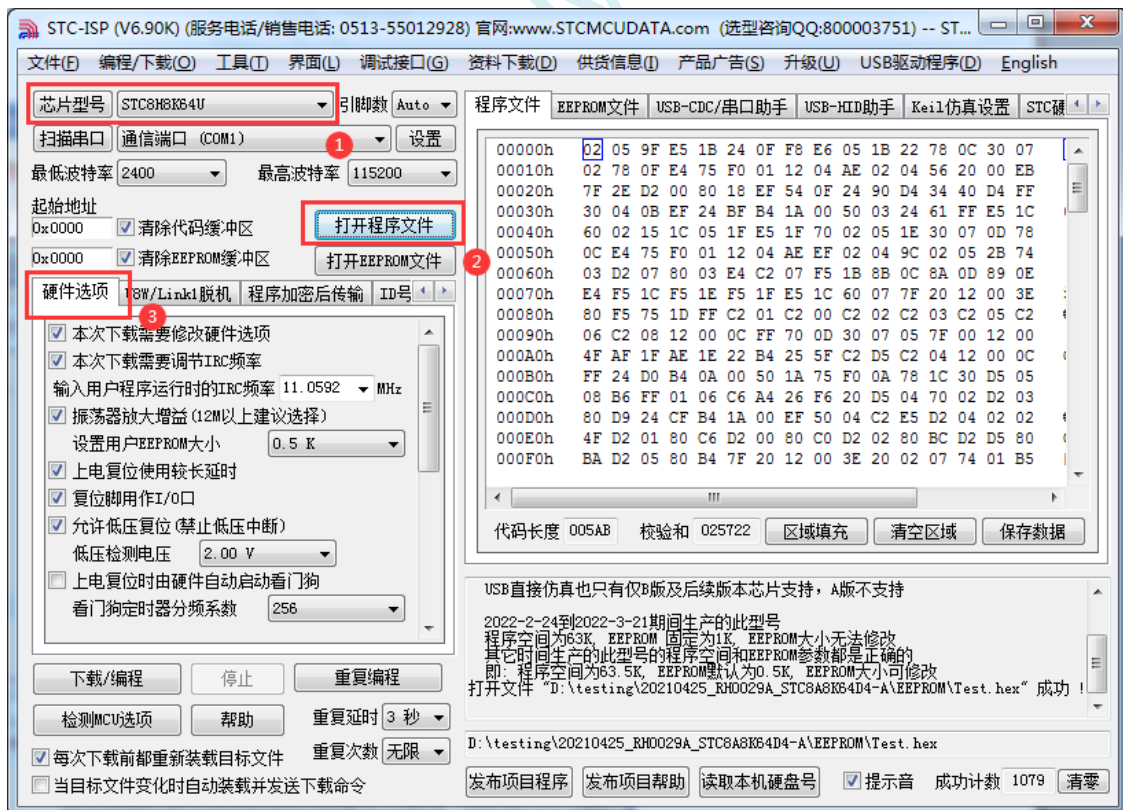 STC-ISP (V6.90K) (服务电话/销售电话: 0513-55012928) 官网:www.STCMCUDATA.com (选型咨询QQ:800003751) -- ST...
文件(F) 编程/下载(O) 工具(T) 界面(L) 调试接口(G) 资料下载(D) 供货信息(I) 产品广告(S) 升级(U) USB驱动程序(D) English
芯片型号 STC8H8K64U 引脚数 Auto
扫描串口 通信端口 (COM1) 设置
1
最低波特率 2400 最高波特率 115200
起始地址
0x0000 清除代码缓冲区 打开程序文件
0x0000 清除EEPROM缓冲区 打开EEPROM文件
2
硬件选项 U8W/Link1脱机 程序加密后传输 ID号
3
本次下载需要修改硬件选项
本次下载需要调节IRC频率
输入用户程序运行时的IRC频率 11.0592 MHz
振荡器放大增益(12M以上建议选择)
设置用户EEPROM大小 0.5 K
上电复位使用较长延时
复位脚用作I/O口
允许低压复位(禁止低压中断)
低压检测电压 2.00 V
上电复位时由硬件自动启动看门狗
看门狗定时器分频系数 256
下载/编程 停止 重复编程
检测MCU选项 帮助 重复延时 3 秒
每次下载前都重新装载目标文件 重复次数 无限
当目标文件变化时自动装载并发送下载命令
程序文件 EEPROM文件 USB-CDC/串口助手 USB-HID助手 Keil仿真设置 STC硬
00000h 02 05 9F E5 1B 24 0F F8 E6 05 1B 22 78 0C 30 07
00010h 02 78 0F E4 75 F0 01 12 04 AE 02 04 56 20 00 EB
00020h 7F 2E D2 00 80 18 EF 54 0F 24 90 D4 34 40 D4 FF
00030h 30 04 0B EF 24 BF B4 1A 00 50 03 24 61 FF E5 1C
00040h 60 02 15 1C 05 1F E5 1F 70 02 05 1E 30 07 0D 78
00050h 0C E4 75 F0 01 12 04 AE EF 02 04 9C 02 05 2B 74
00060h 03 D2 07 80 03 E4 C2 07 F5 1B 8B 0C 8A 0D 89 0E
00070h E4 F5 1C F5 1E F5 1F E5 1C 60 07 7F 20 12 00 3E
00080h 80 F5 75 1D FF C2 01 C2 00 C2 02 C2 03 C2 05 C2
00090h 06 C2 08 12 00 0C FF 70 0D 30 07 05 7F 00 12 00
000A0h 4F AF 1F AE 1E 22 B4 25 5F C2 D5 C2 04 12 00 0C
000B0h FF 24 D0 B4 0A 00 50 1A 75 F0 0A 78 1C 30 D5 05
000C0h 08 B6 FF 01 06 C6 A4 26 F6 20 D5 04 70 02 D2 03
000D0h 80 D9 24 CF B4 1A 00 EF 50 04 C2 E5 D2 04 02 02
000E0h 4F D2 01 80 C6 D2 00 80 C0 D2 02 80 BC D2 D5 80
000F0h BA D2 05 80 B4 7F 20 12 00 3E 20 02 07 74 01 B5
代码长度 005AB 校验和 025722 区域填充 清空区域 保存数据
USB直接仿真也只有仅B版及后续版本芯片支持，A版不支持
2022-2-24到2022-3-21期间生产的此型号
程序空间为63K, EEPROM 固定为1K, EEPROM大小无法修改
其它时间生产的此型号的程序空间和EEPROM参数都是正确的
即: 程序空间为63.5K, EEPROM默认为0.5K, EEPROM大小可修改
打开文件 "D:\testing\20210425_RH0029A_STC8A8K64D4-A\EEPROM\Test.hex" 成功 !
D:\testing\20210425_RH0029A_STC8A8K64D4-A\EEPROM\Test.hex
发布项目程序 发布项目帮助 读取本机硬盘号 提示音 成功计数 1079 清零